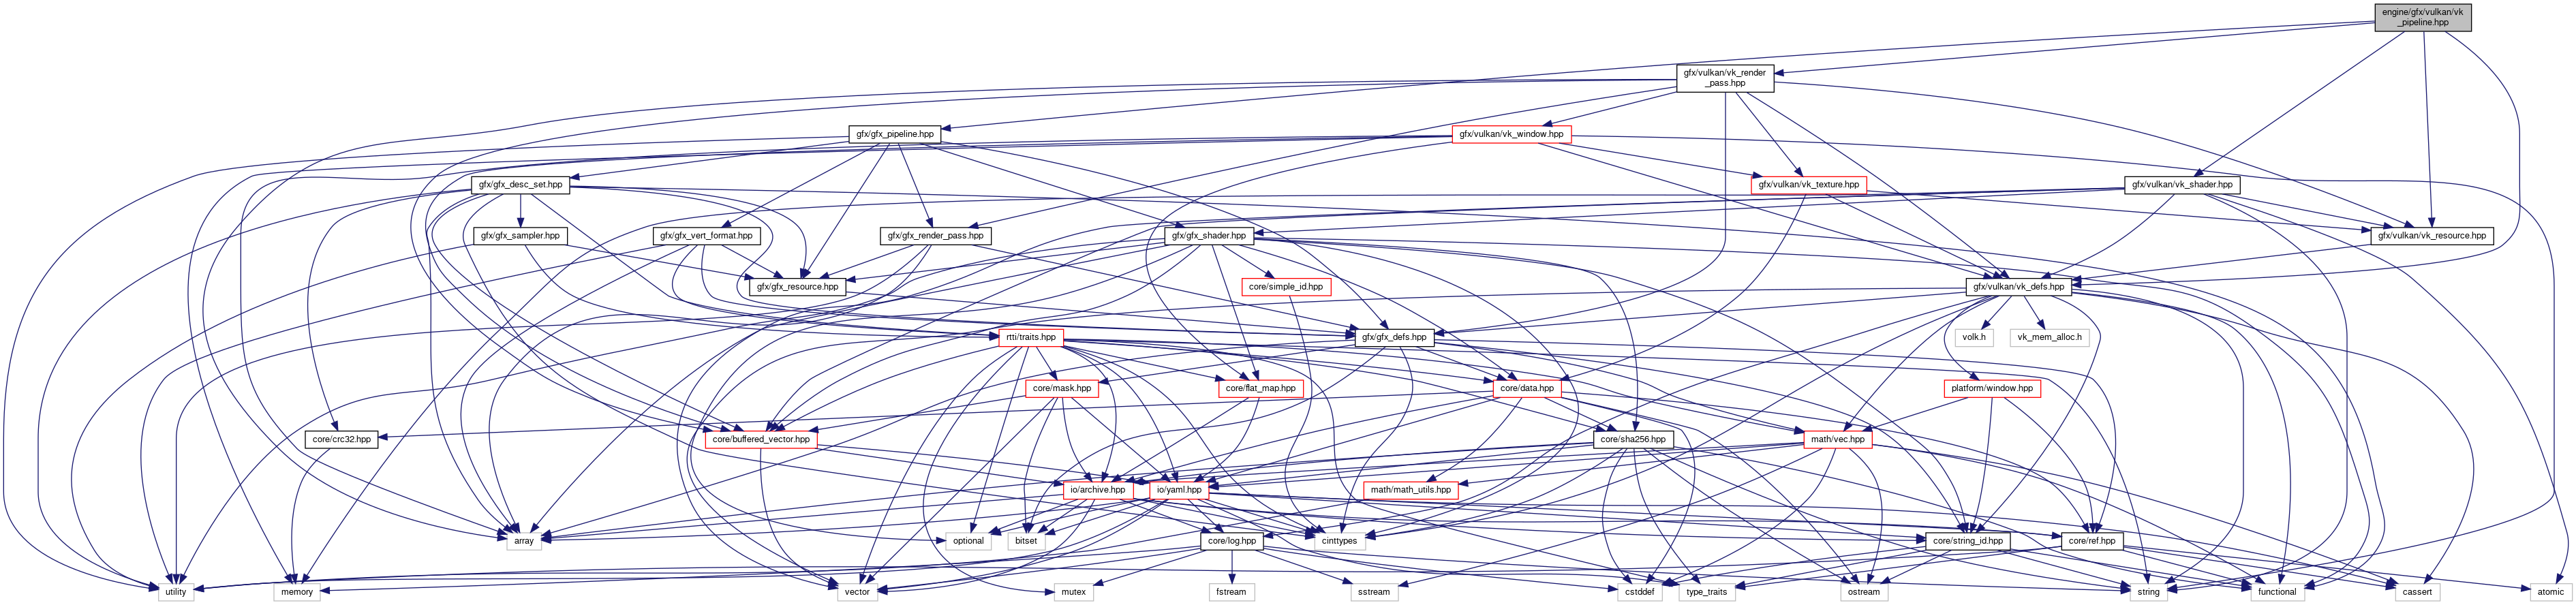 engine/gfx/vulkan/vk
_pipeline.hpp
gfx/vulkan/vk_render
_pass.hpp
gfx/gfx_pipeline.hpp
gfx/vulkan/vk_window.hpp
gfx/gfx_desc_set.hpp
gfx/vulkan/vk_texture.hpp
gfx/vulkan/vk_shader.hpp
gfx/gfx_sampler.hpp
gfx/gfx_vert_format.hpp
gfx/gfx_render_pass.hpp
gfx/gfx_shader.hpp
gfx/vulkan/vk_resource.hpp
gfx/gfx_resource.hpp
core/simple_id.hpp
gfx/vulkan/vk_defs.hpp
rtti/traits.hpp
gfx/gfx_defs.hpp
volk.h
vk_mem_alloc.h
core/mask.hpp
core/flat_map.hpp
core/data.hpp
platform/window.hpp
core/crc32.hpp
core/buffered_vector.hpp
core/sha256.hpp
math/vec.hpp
io/archive.hpp
io/yaml.hpp
math/math_utils.hpp
array
optional
bitset
core/log.hpp
cinttypes
core/string_id.hpp
core/ref.hpp
utility
memory
vector
mutex
fstream
sstream
cstddef
type_traits
ostream
string
functional
cassert
atomic